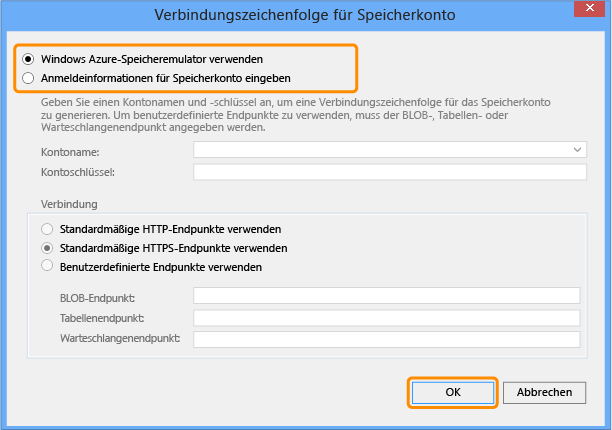 Verbindungszeichenfolge für Speicherkonto
Windows Azure-Speicheremulator verwenden
Anmeldeinformationen für Speicherkonto eingeben
Geben Sie einen Kontonamen und -schlüssel an, um eine Verbindungszeichenfolge für das Speicherkonto
zu generieren. Um benutzerdefinierte Endpunkte zu verwenden, muss der BLOB-, Tabellen- oder
Warteschlangenendpunkt angegeben werden.
Kontoname:
Kontoschlüssel:
Verbindung
Standardmäßige HTTP-Endpunkte verwenden
Standardmäßige HTTPS-Endpunkte verwenden
Benutzerdefinierte Endpunkte verwenden
BLOB-Endpunkt:
Tabellenendpunkt:
Warteschlangenendpunkt:
OK Abbrechen